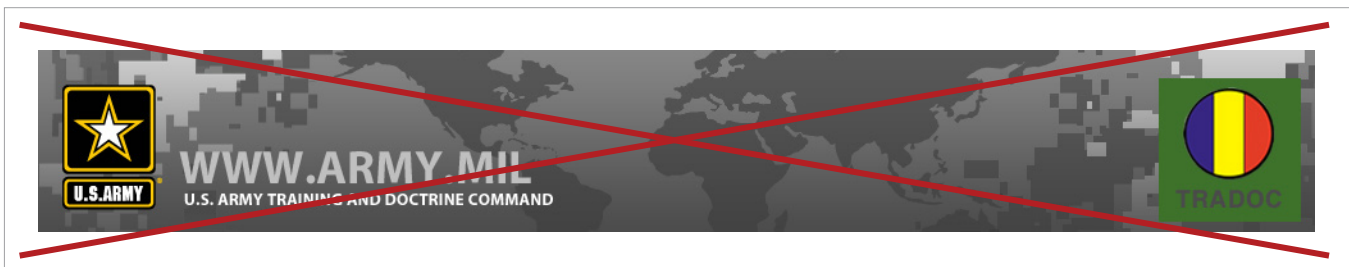 U.S.ARMY
WWW.ARMY.MIL
U.S. ARMY TRAINING AND DOCTRINE COMMAND
TRADOC